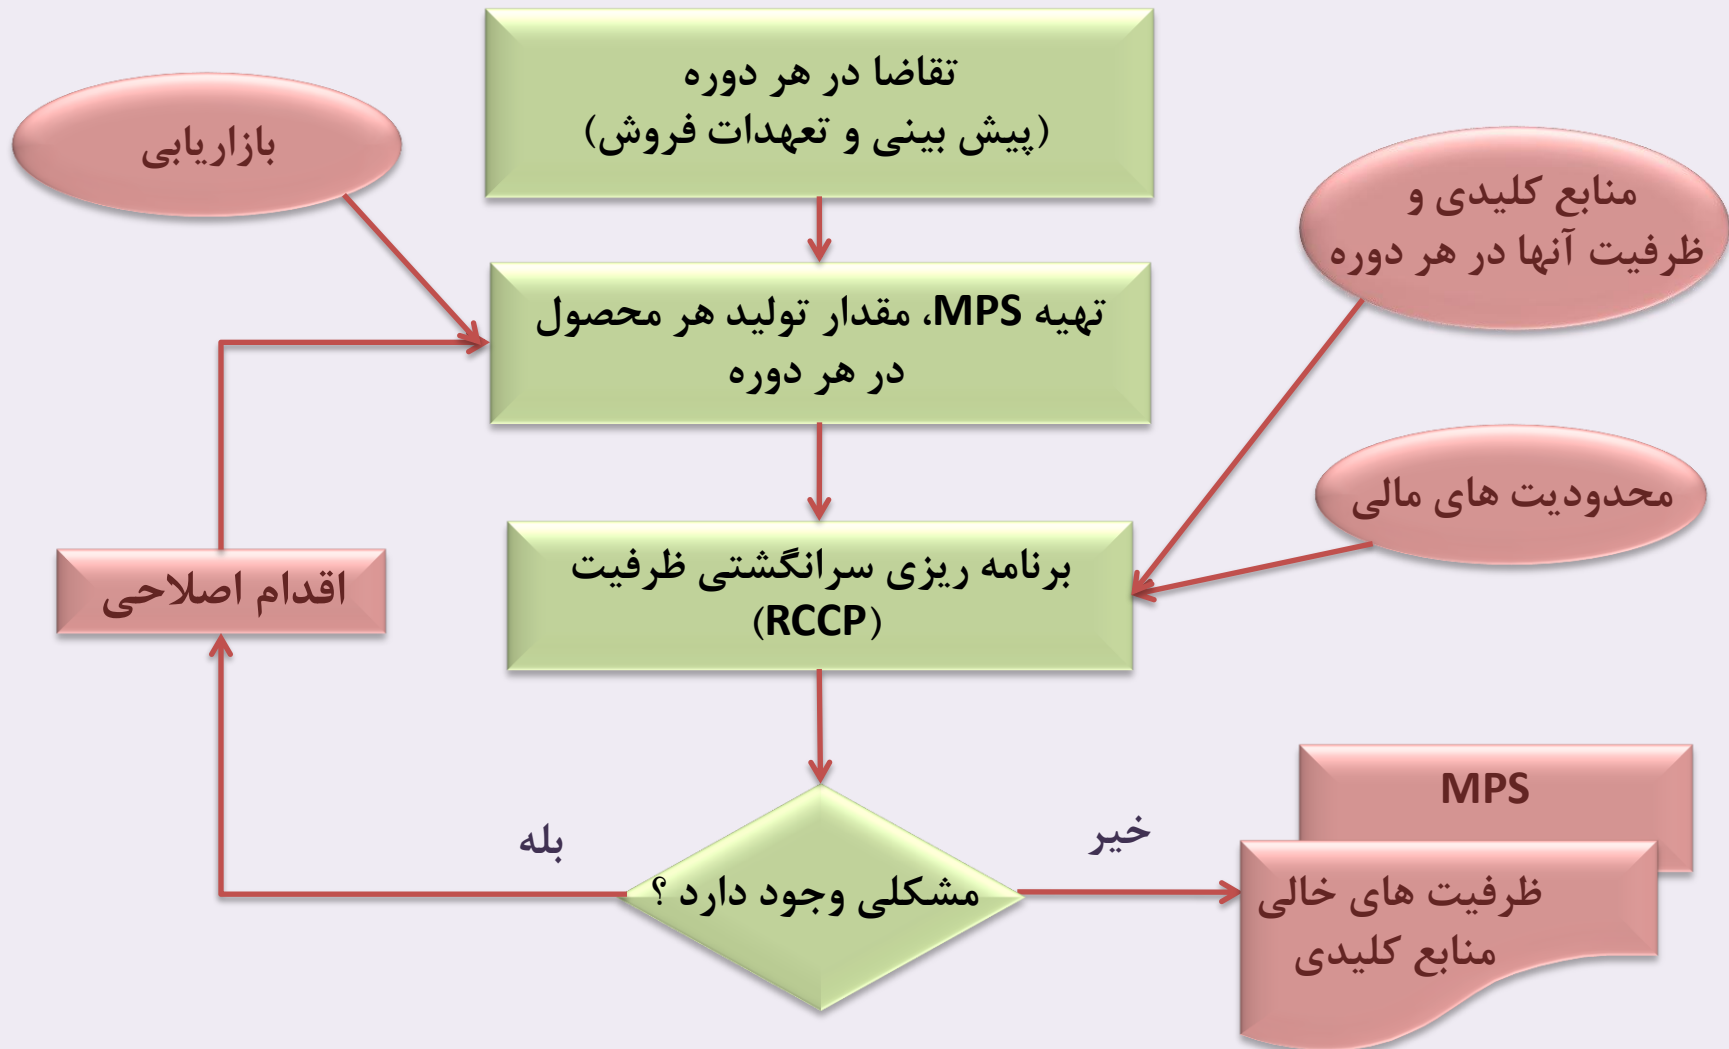 تقاضا در هر دوره
(پیش بینی و تعهدات فروش)
بازاریابی
منابع کلیدی و
ظرفیت آنها در هر دوره
تهیه MPS، مقدار تولید هر محصول
در هر دوره
محدودیت های مالی
برنامه ریزی سرانگشتی ظرفیت
(RCCP)
اقدام اصلاحی
MPS
خیر
بله
مشکلی وجود دارد ؟
ظرفیت های خالی
منابع کلیدی